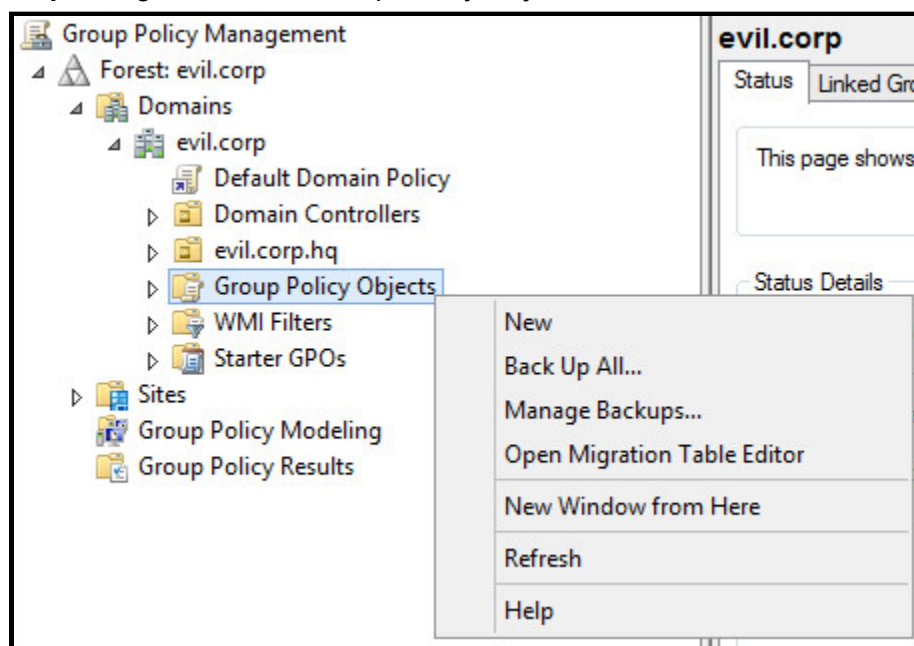 Group Policy Management
Forest: evil.corp
Domains
evil.corp
Default Domain Policy
Domain Controllers
evil.corp.hq
Group Policy Objects
WMI Filters
Starter GPOs
Sites
Group Policy Modeling
Group Policy Results
evil.corp
Status Linked Gro
This page shows
Status Details
New
Back Up All...
Manage Backups...
Open Migration Table Editor
New Window from Here
Refresh
Help